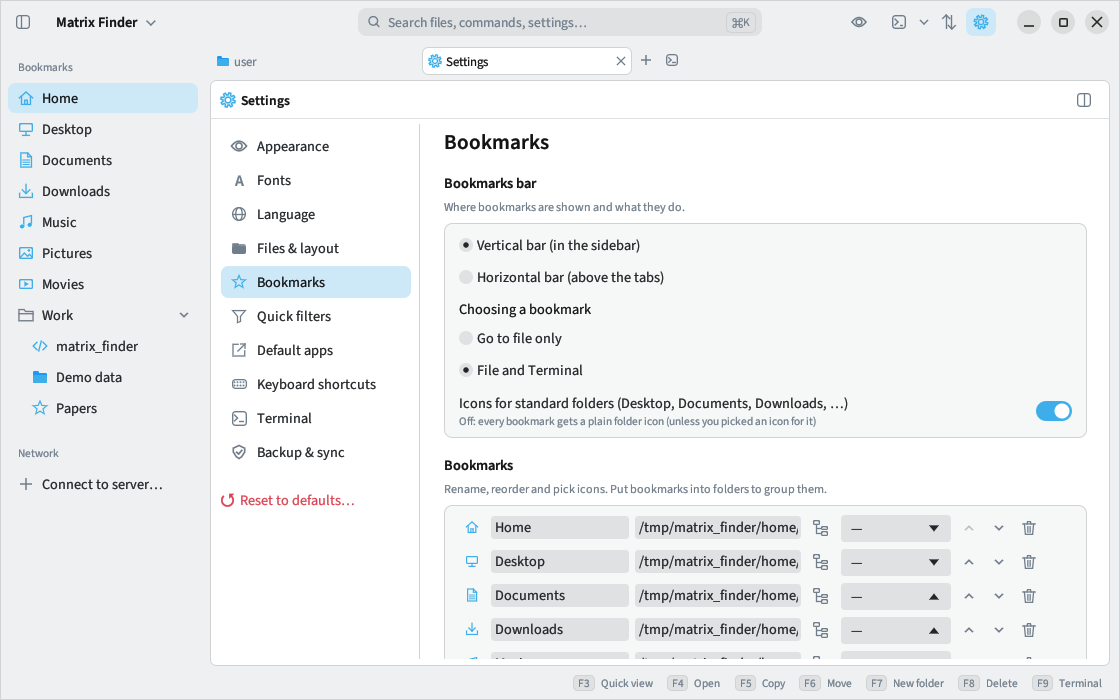 Matrix Finder
Search files, commands, settings…
⌘K
Bookmarks
Home
Desktop
Documents
Downloads
Music
Pictures
Movies
Work
matrix_finder
Demo data
Papers
Network
Connect to server…
user
Settings
Settings
Appearance
Fonts
Language
Files & layout
Bookmarks
Quick filters
Default apps
Keyboard shortcuts
Terminal
Backup & sync
Reset to defaults…
Bookmarks
Bookmarks bar
Where bookmarks are shown and what they do.
Vertical bar (in the sidebar)
Horizontal bar (above the tabs)
Choosing a bookmark
Go to file only
File and Terminal
Icons for standard folders (Desktop, Documents, Downloads, …)
Off: every bookmark gets a plain folder icon (unless you picked an icon for it)
Bookmarks
Rename, reorder and pick icons. Put bookmarks into folders to group them.
Home /tmp/matrix_finder/home/ —
Desktop /tmp/matrix_finder/home/ —
Documents /tmp/matrix_finder/home/ —
Downloads /tmp/matrix_finder/home/ —
F3 Quick view F4 Open F5 Copy F6 Move F7 New folder F8 Delete F9 Terminal